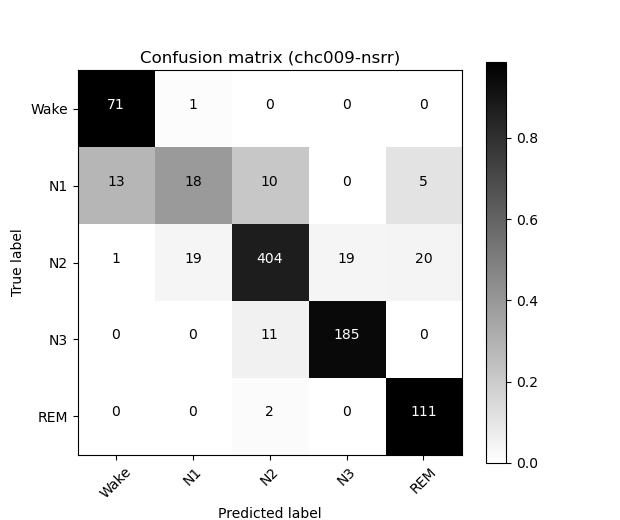 Confusion matrix (chc009-nsrr)
Wake 71 1 0 0 0
N1 13 18 10 0 5
N2 1 19 404 19 20
N3 0 0 11 185 0
REM 0 0 2 0 111
Wake N1 N2 N3 REM
Predicted label
True label
0.8
0.6
0.4
0.2
0.0